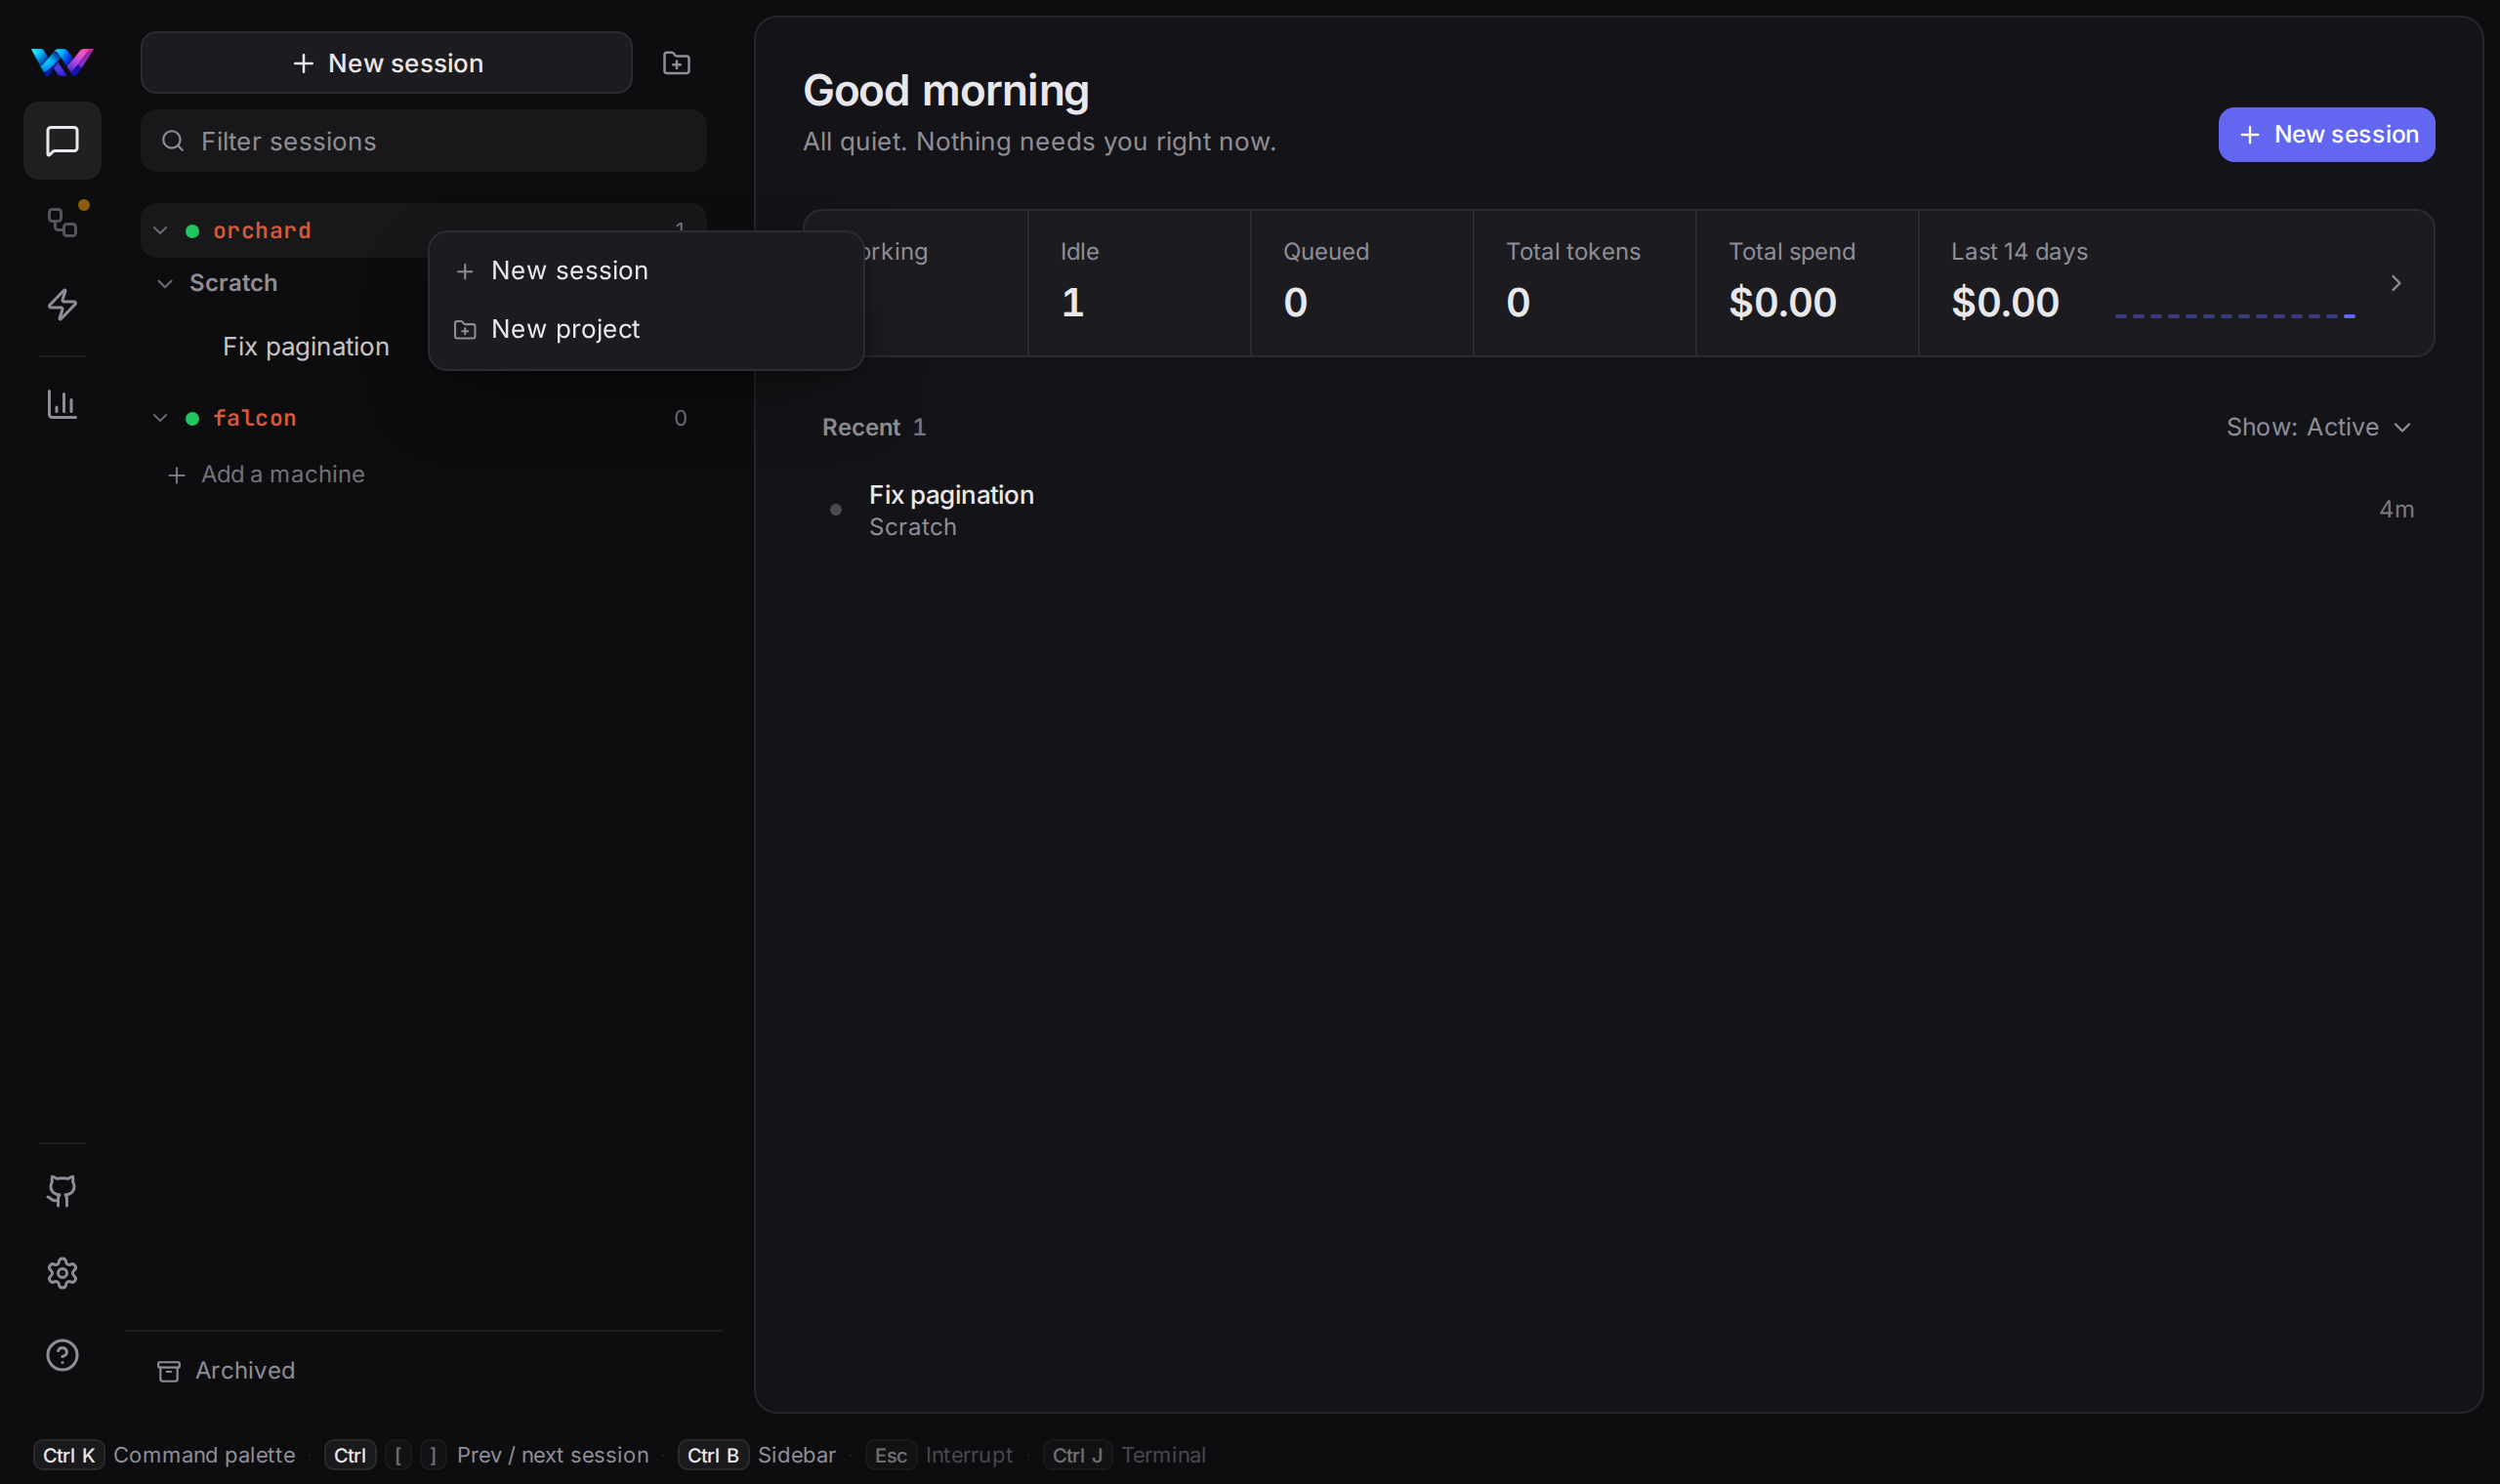 New session
Filter sessions
orchard
Scratch
Fix pagination
falcon 0
Add a machine
Archived
New session
New project
Good morning
All quiet. Nothing needs you right now.
New session
Idle
1
Queued
0
Total tokens
0
Total spend
$0.00
Last 14 days
$0.00
Recent 1
Show: Active
Fix pagination
Scratch
4m
Ctrl K Command palette · Ctrl [ ] Prev / next session · Ctrl B Sidebar · Esc Interrupt · Ctrl J Terminal